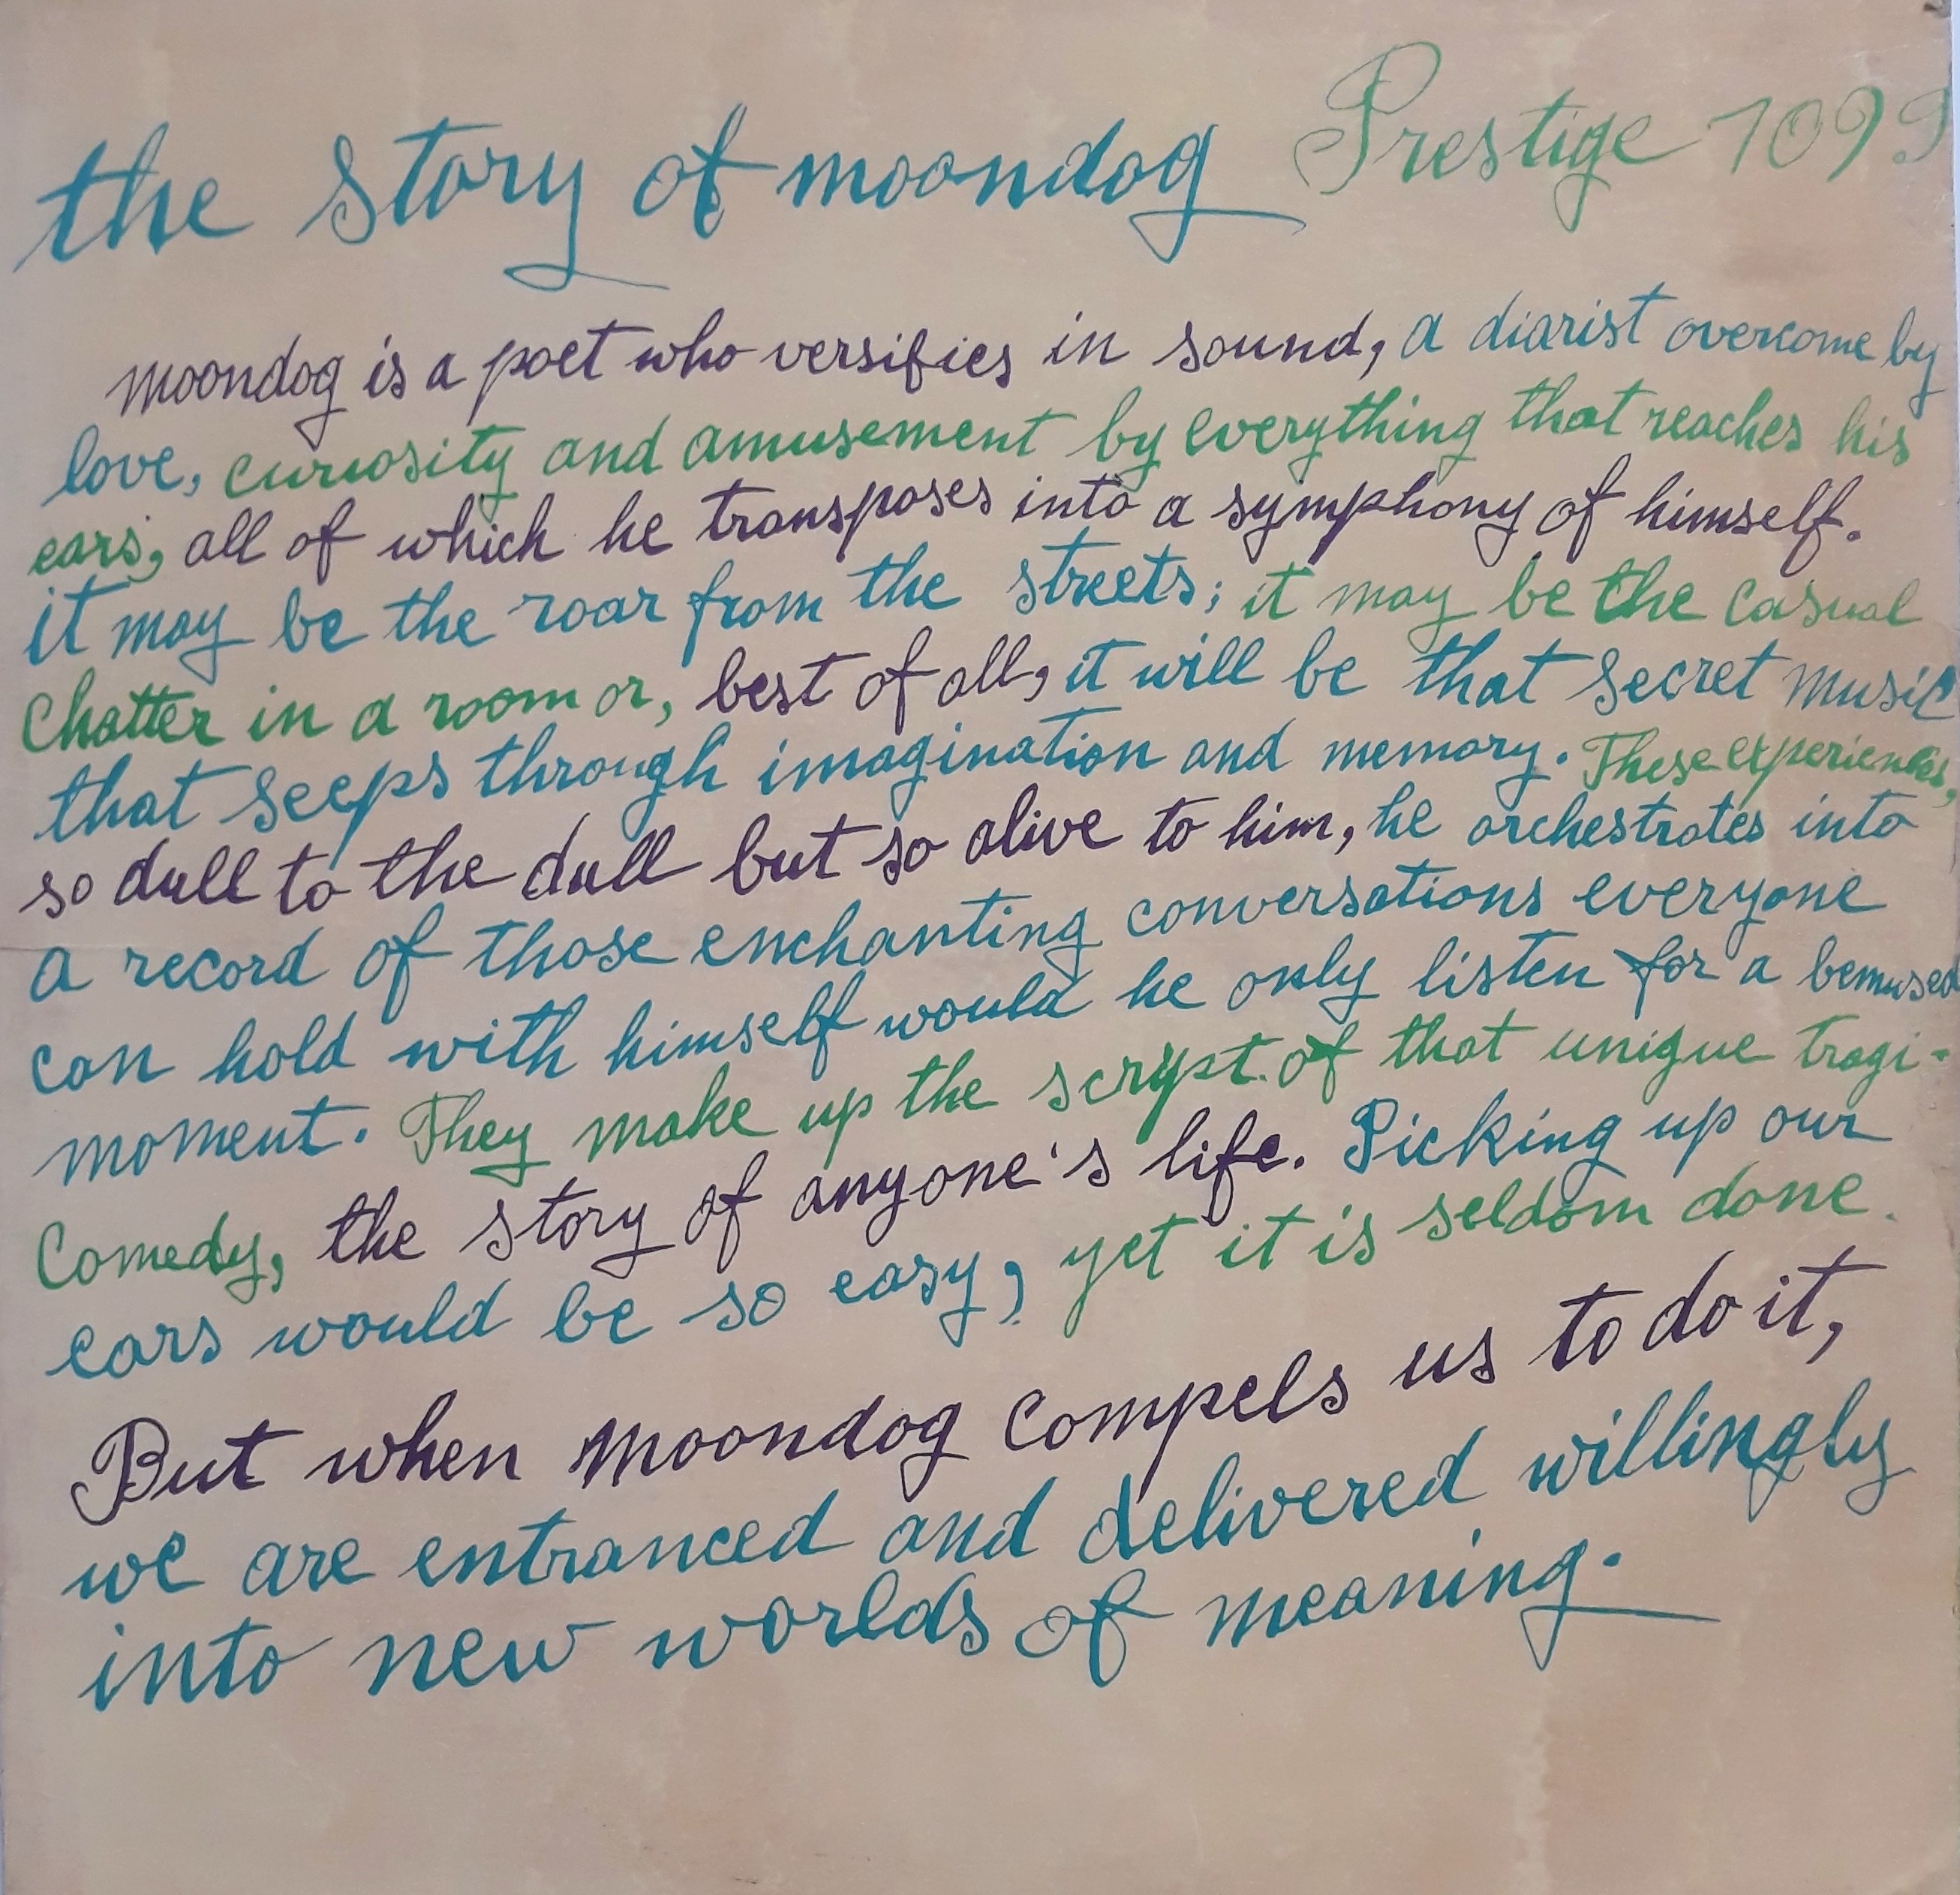 the story of moondog Prestige 1099
moondog is a poet who versifies in sound, a diarist overcome by
love, curiosity and amusement by everything that reaches his
ears, all of which he transposes into a symphony of himself.
it may be the roar from the streets; it may be the casual
chatter in a room or, best of all, it will be that secret music
that seeps through imagination and memory. These experiences,
so dull to the dull but so alive to him, he orchestrates into
a record of those enchanting conversations everyone
can hold with himself would he only listen for a bemused
moment. They make up the scrypt of that unique tragi-
Comedy, the story of anyone's life. Picking up our
ears would be so easy, yet it is seldom done.
But when moondog compels us to do it,
we are entranced and delivered willingly
into new worlds of meaning.